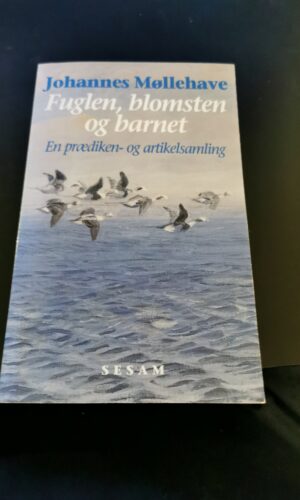 Johannes Møllehave
Fuglen, blomsten
og barnet
En prædiken- og artikelsamling
SESAM